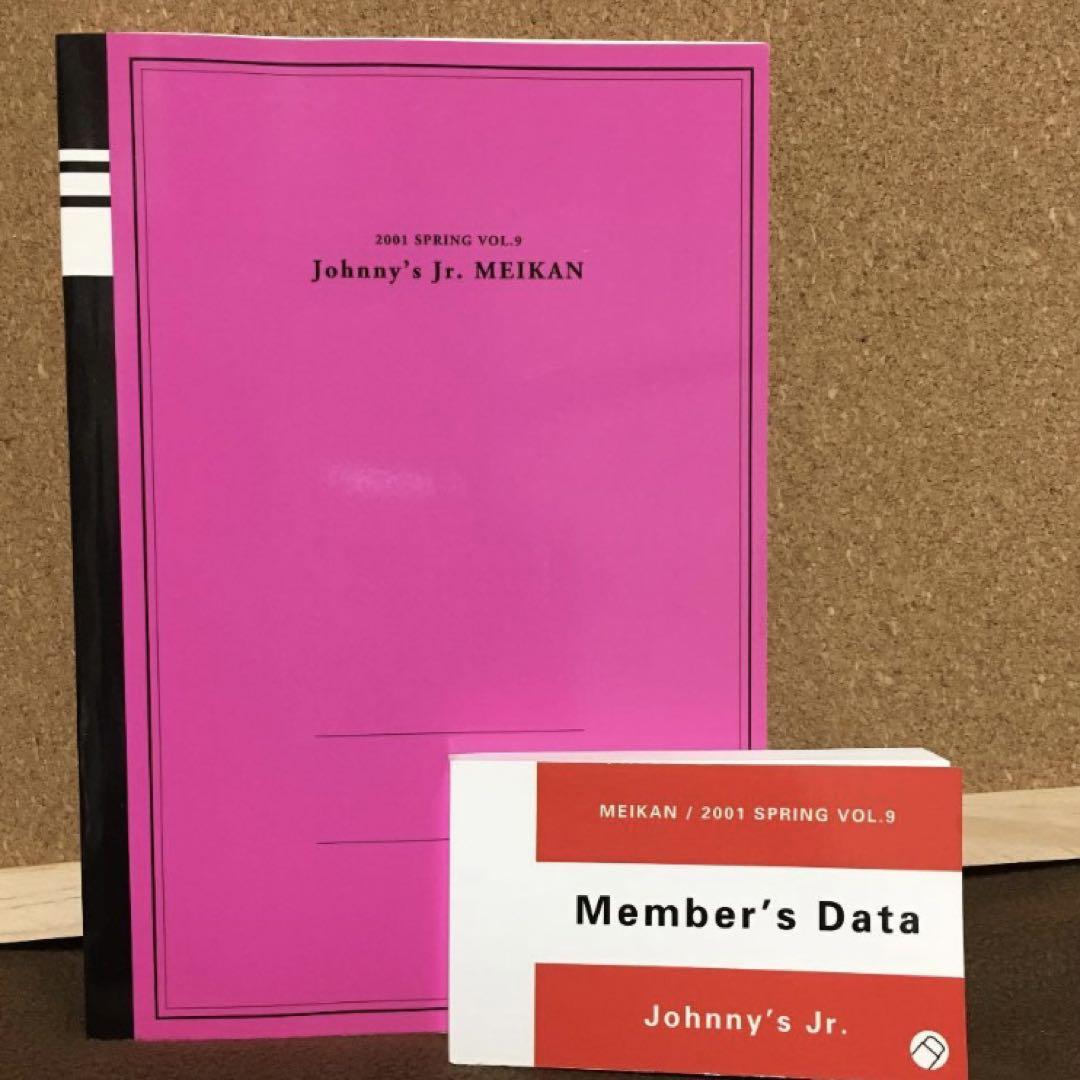 2001 SPRING VOL.9
Johnny's Jr. MEIKAN
MEIKAN / 2001 SPRING VOL.9
Member's Data
Johnny's Jr.